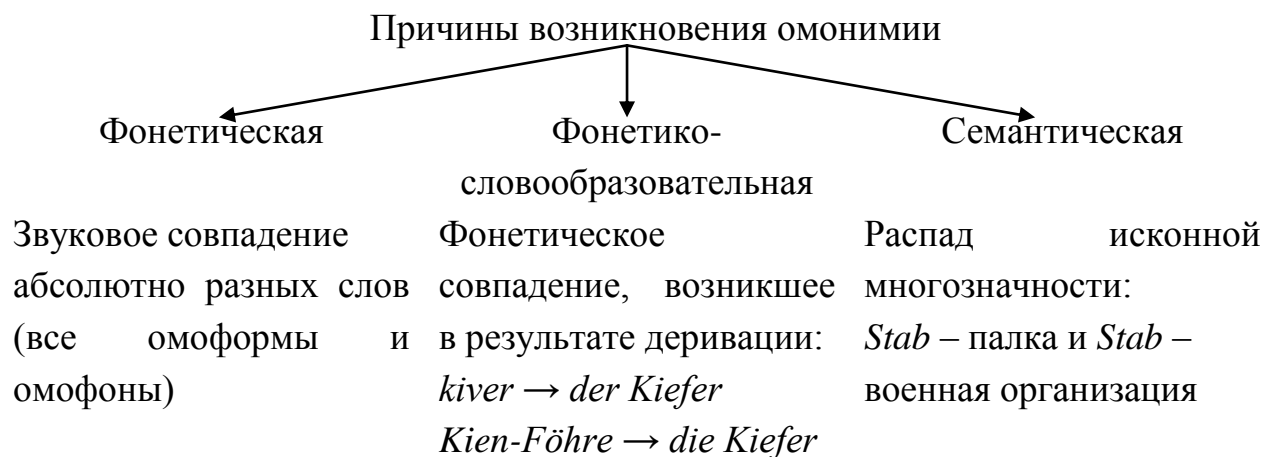 Причины возникновения омонимии
Фонетическая
Фонетико-
словообразовательная
Семантическая
Звуковое совпадение
абсолютно разных слов
(все омоформы и
омофоны)
Фонетическое
совпадение, возникшее
в результате деривации:
kiver → der Kiefer
Kien-Föhre → die Kiefer
Распад исконной
многозначности:
Stab – палка и Stab –
военная организация